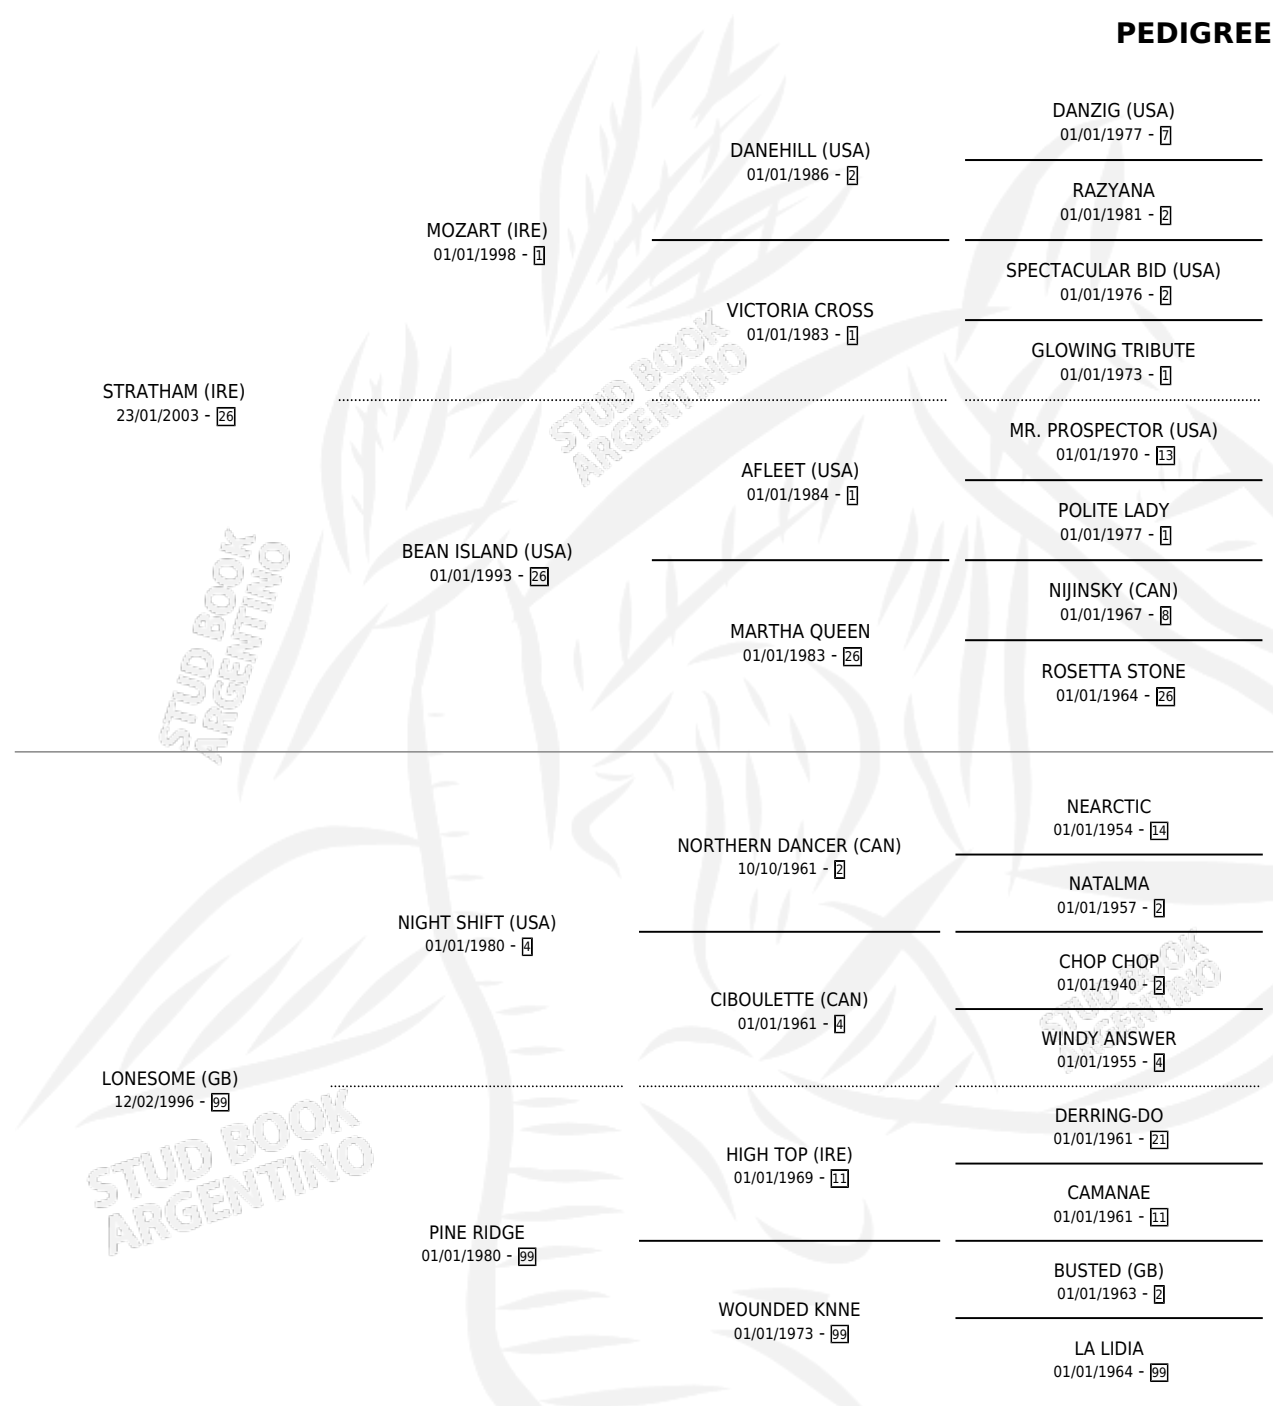 PEDIGREE
DANZIG (USA)
01/01/1977 - 7
DANEHILL (USA)
01/01/1986 - 2
RAZYANA
01/01/1981 - 2
MOZART (IRE)
01/01/1998 - 1
SPECTACULAR BID (USA)
01/01/1976 - 2
VICTORIA CROSS
01/01/1983 - 1
GLOWING TRIBUTE
01/01/1973 - 1
STRATHAM (IRE)
23/01/2003 - 26
MR. PROSPECTOR (USA)
01/01/1970 - 13
AFLEET (USA)
01/01/1984 - 1
POLITE LADY
01/01/1977 - 1
BEAN ISLAND (USA)
01/01/1993 - 26
NIJINSKY (CAN)
01/01/1967 - 8
MARTHA QUEEN
01/01/1983 - 26
ROSETTA STONE
01/01/1964 - 26
NEARCTIC
01/01/1954 - 14
NORTHERN DANCER (CAN)
10/10/1961 - 2
NATALMA
01/01/1957 - 2
NIGHT SHIFT (USA)
01/01/1980 - 4
CHOP CHOP
01/01/1940 - 2
CIBOULETTE (CAN)
01/01/1961 - 4
WINDY ANSWER
01/01/1955 - 4
LONESOME (GB)
12/02/1996 - 99
DERRING-DO
01/01/1961 - 21
HIGH TOP (IRE)
01/01/1969 - 11
CAMANAE
01/01/1961 - 11
PINE RIDGE
01/01/1980 - 99
BUSTED (GB)
01/01/1963 - 2
WOUNDED KNNE
01/01/1973 - 99
LA LIDIA
01/01/1964 - 99
STUD BOOK
ARGENTINO
STUD BOOK
ARGENTINO
STUD BOOK
ARGENTINO
STUD BOOK
ARGENTINO